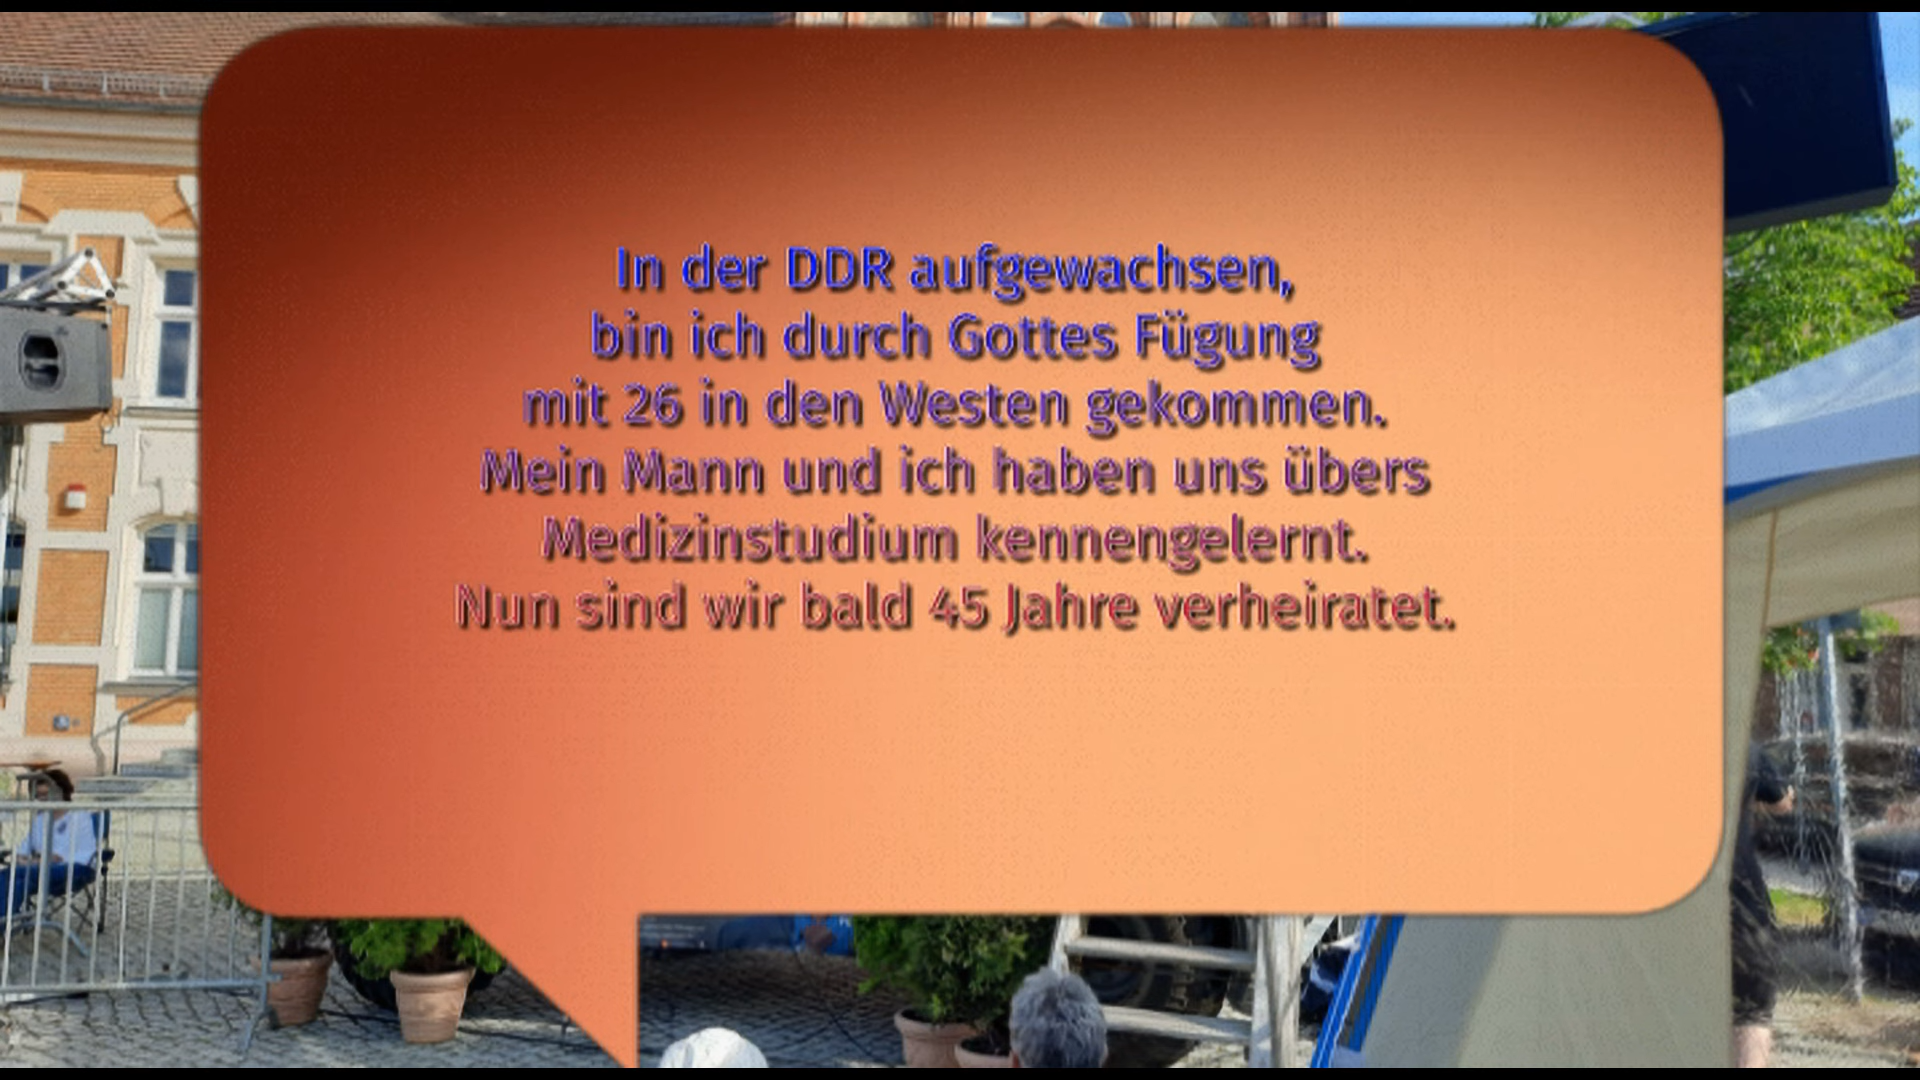 In der DDR aufgewachsen,
bin ich durch Gottes Fügung
mit 26 in den Westen gekommen.
Mein Mann und ich haben uns übers
Medizinstudium kennengelernt.
Nun sind wir bald 45 Jahre verheiratet.